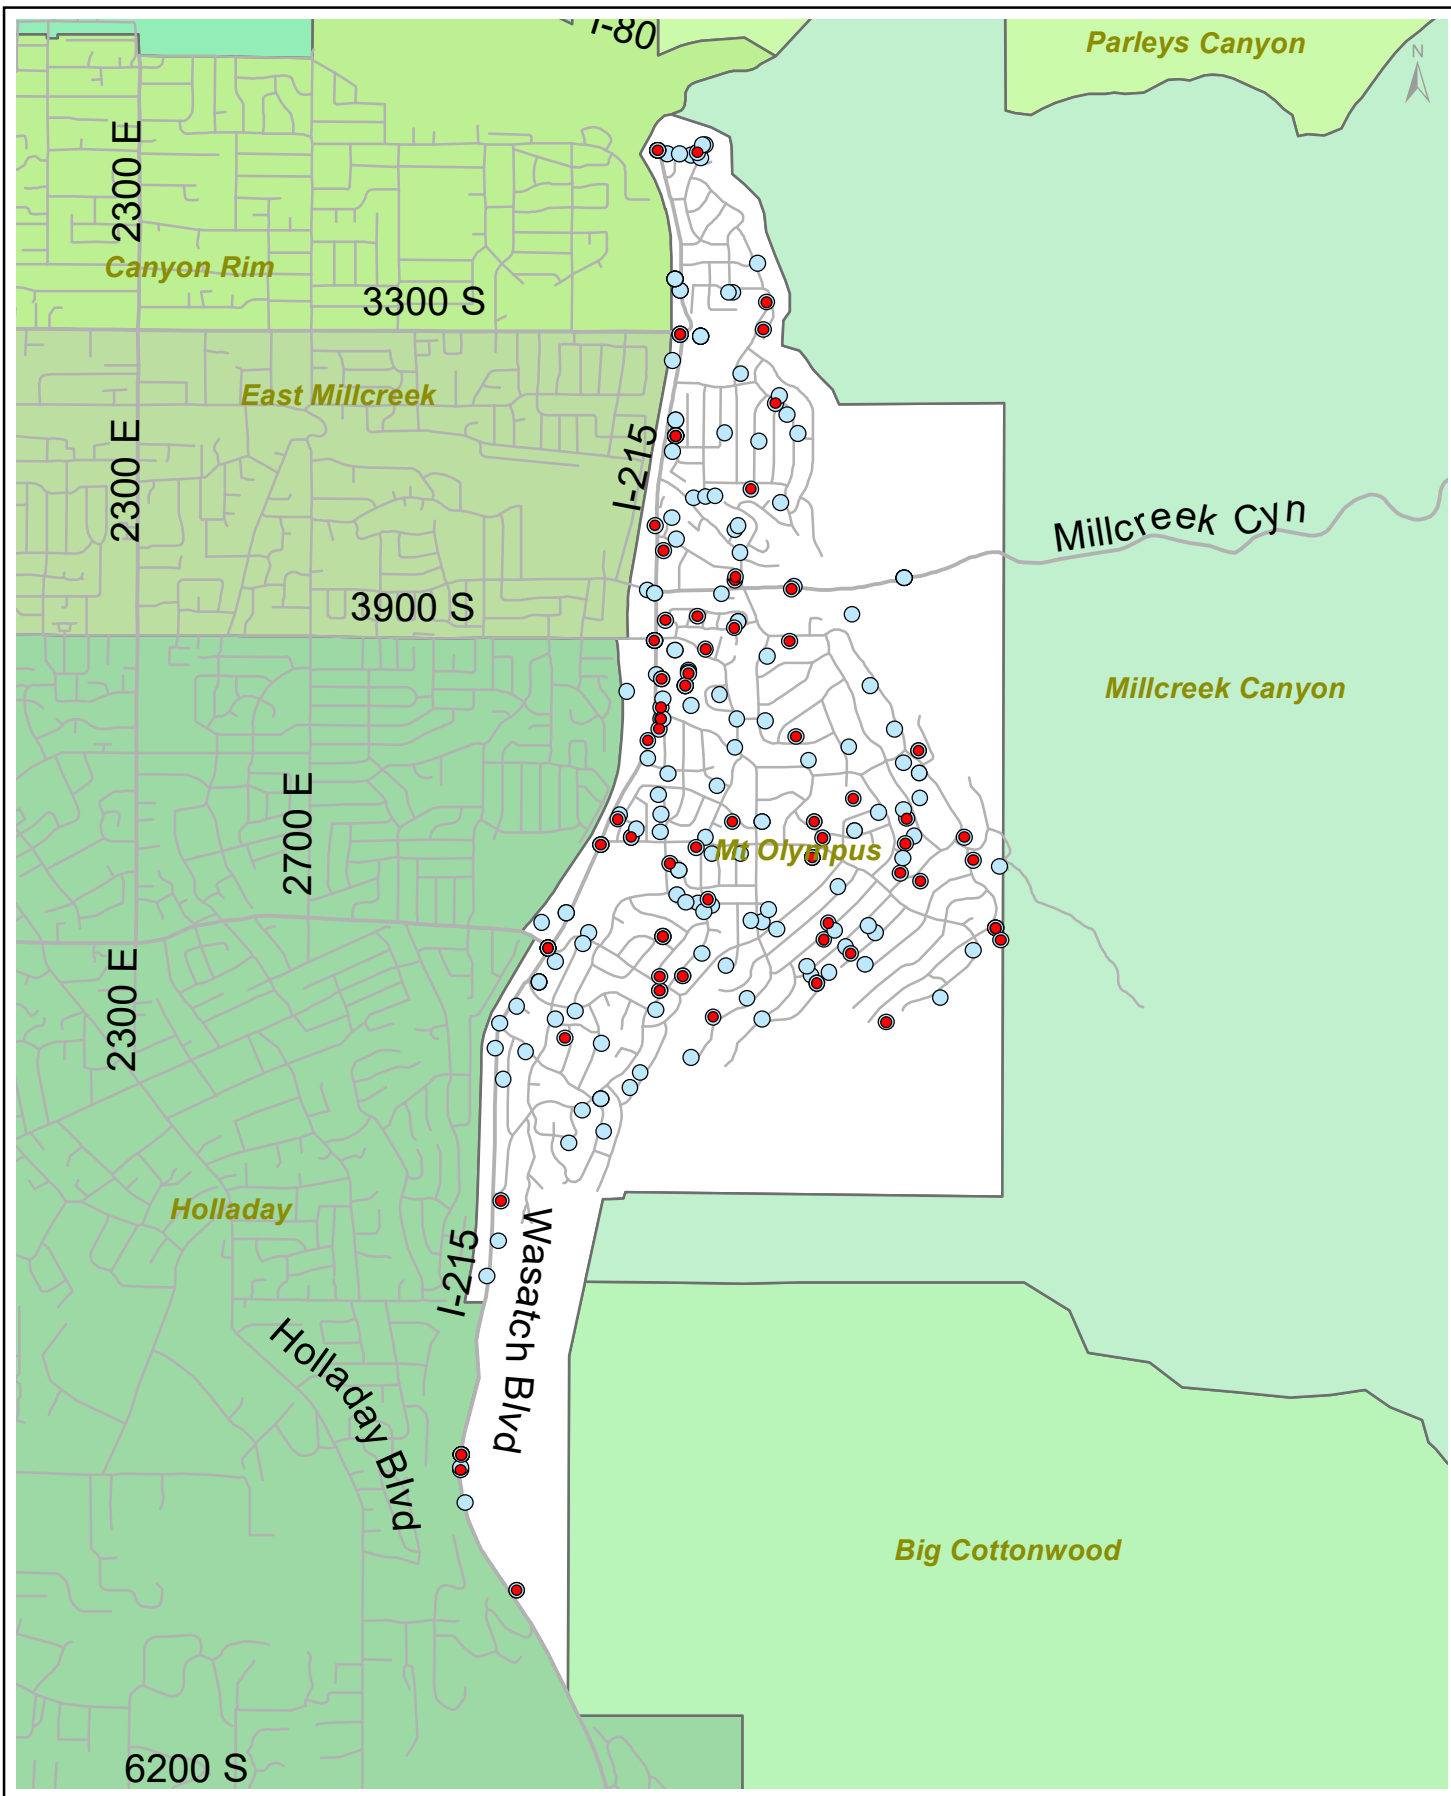 I-80
Parleys Canyon
N
2300 E
Canyon Rim
3300 S
East Millcreek
2300 E
I-215
Millcreek Cyn
3900 S
Millcreek Canyon
2700 E
Mt Olympus
2300 E
Holladay
I-215
Wasatch Blvd
Holladay Blvd
Big Cottonwood
6200 S